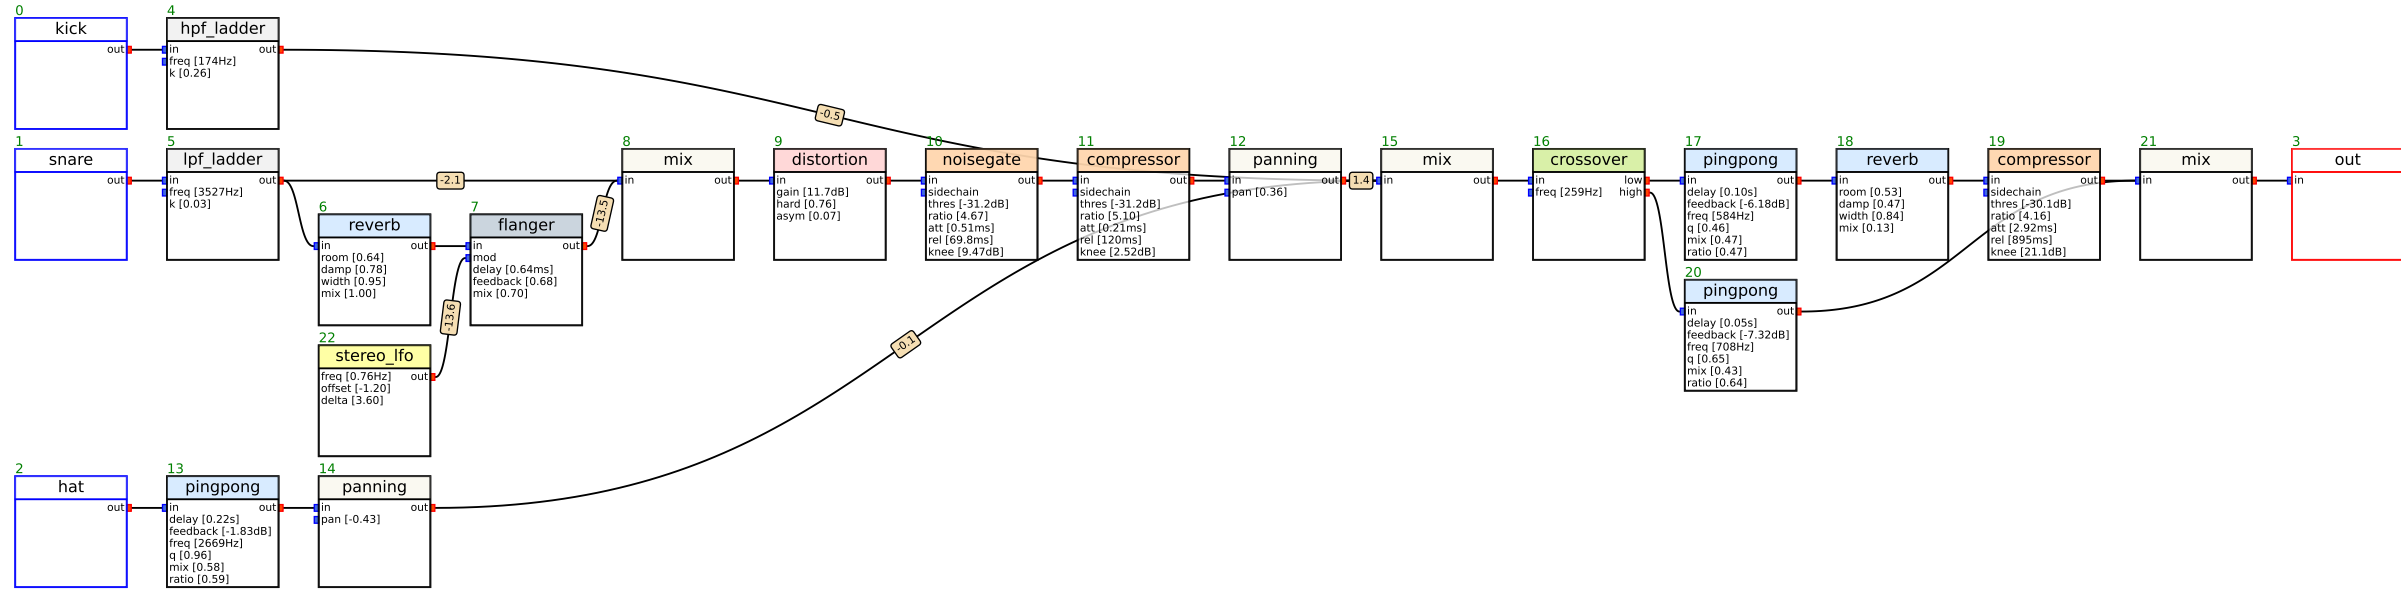 0
kick
out
4
hpf_ladder
in out
freq [174Hz]
k [0.26]
-0.5
1
snare
out
5
lpf_ladder
in out
freq [3527Hz]
k [0.03]
-2.1
6
reverb
in out
room [0.64]
damp [0.78]
width [0.95]
mix [1.00]
7
flanger
in out
mod
delay [0.64ms]
feedback [0.68]
mix [0.70]
-13.5
-13.6
22
stereo_lfo
freq [0.76Hz] out
offset [-1.20]
delta [3.60]
8
mix
in out
9
distortion
in out
gain [11.7dB]
hard [0.76]
asym [0.07]
10
noisegate
in out
sidechain
thres [-31.2dB]
ratio [4.67]
att [0.51ms]
rel [69.8ms]
knee [9.47dB]
11
compressor
in out
sidechain
thres [-31.2dB]
ratio [5.10]
att [0.21ms]
rel [120ms]
knee [2.52dB]
12
panning
in out
pan [0.36]
1.4
15
mix
in out
16
crossover
in low
freq [259Hz] high
17
pingpong
in out
delay [0.10s]
feedback [-6.18dB]
freq [584Hz]
q [0.46]
mix [0.47]
ratio [0.47]
18
reverb
in out
room [0.53]
damp [0.47]
width [0.84]
mix [0.13]
19
compressor
in out
sidechain
thres [-30.1dB]
ratio [4.16]
att [2.92ms]
rel [895ms]
knee [21.1dB]
21
mix
in out
3
out
in
20
pingpong
in out
delay [0.05s]
feedback [-7.32dB]
freq [708Hz]
q [0.65]
mix [0.43]
ratio [0.64]
2
hat
out
13
pingpong
in out
delay [0.22s]
feedback [-1.83dB]
freq [2669Hz]
q [0.96]
mix [0.58]
ratio [0.59]
14
panning
in out
pan [-0.43]
-0.1